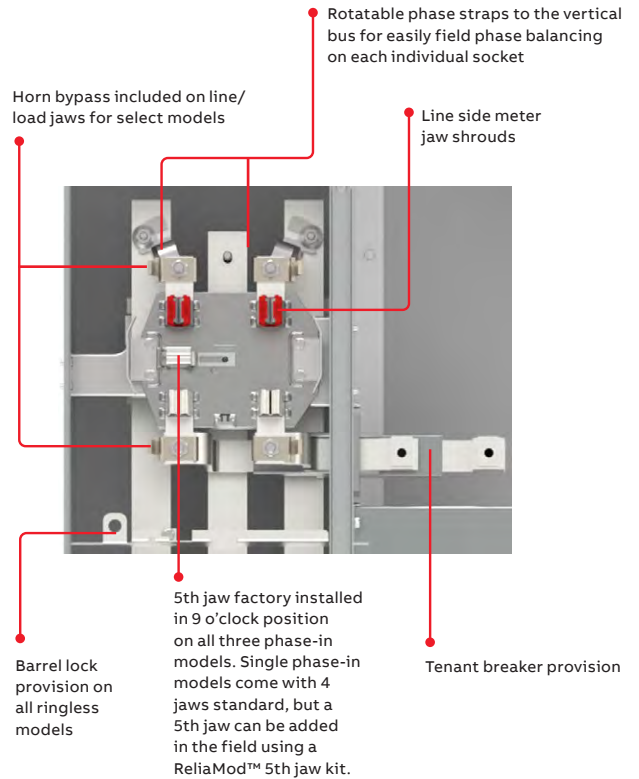 Rotatable phase straps to the vertical
bus for easily field phase balancing
on each individual socket
Horn bypass included on line/
load jaws for select models
Line side meter
jaw shrouds
5th jaw factory installed
in 9 o'clock position
on all three phase-in
models. Single phase-in
models come with 4
jaws standard, but a
5th jaw can be added
in the field using a
ReliaMod™ 5th jaw kit.
Barrel lock
provision on
all ringless
models
Tenant breaker provision